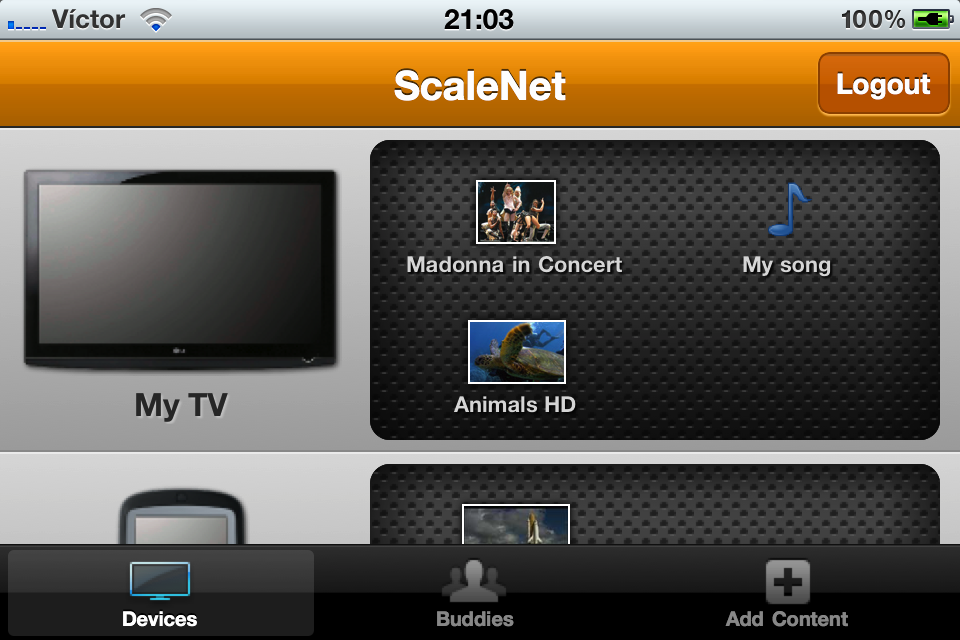 Víctor 21:03 100%
ScaleNet Logout
Madonna in Concert My song
Animals HD
My TV
Devices Buddies Add Content